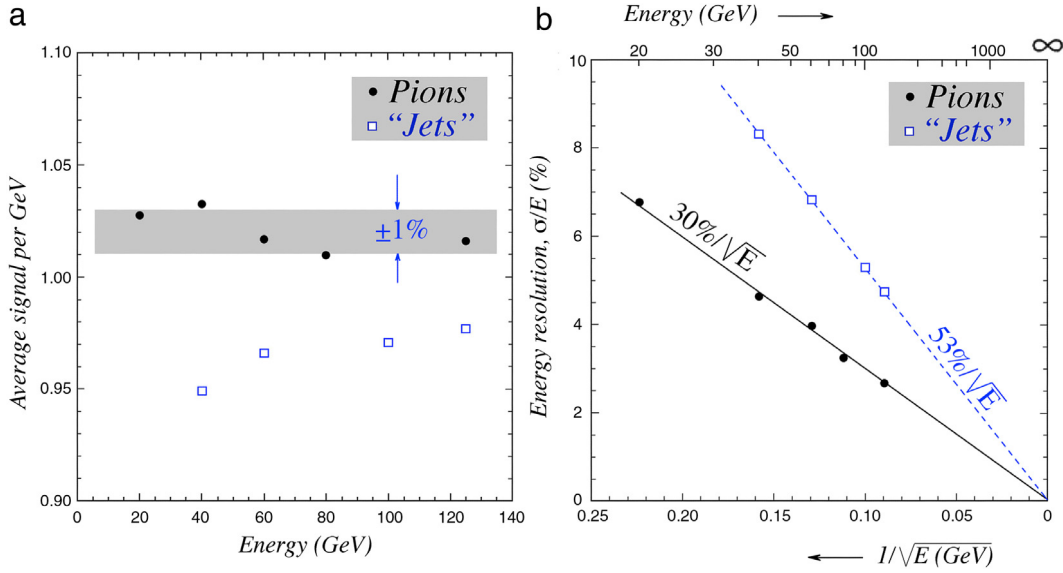 a
Average signal per GeV
1.10
1.05
1.00
0.95
0.90
Pions
“Jets”
±1%
0 20 40 60 80 100 120 140
Energy (GeV)
b
Energy (GeV)
20 30 40 50 100 1000 ∞
Energy resolution, σ/E (%)
10
8
6
4
2
0
Pions
“Jets”
30%/√E
53%/√E
0.25 0.20 0.15 0.10 0.05 0
1/√E (GeV)